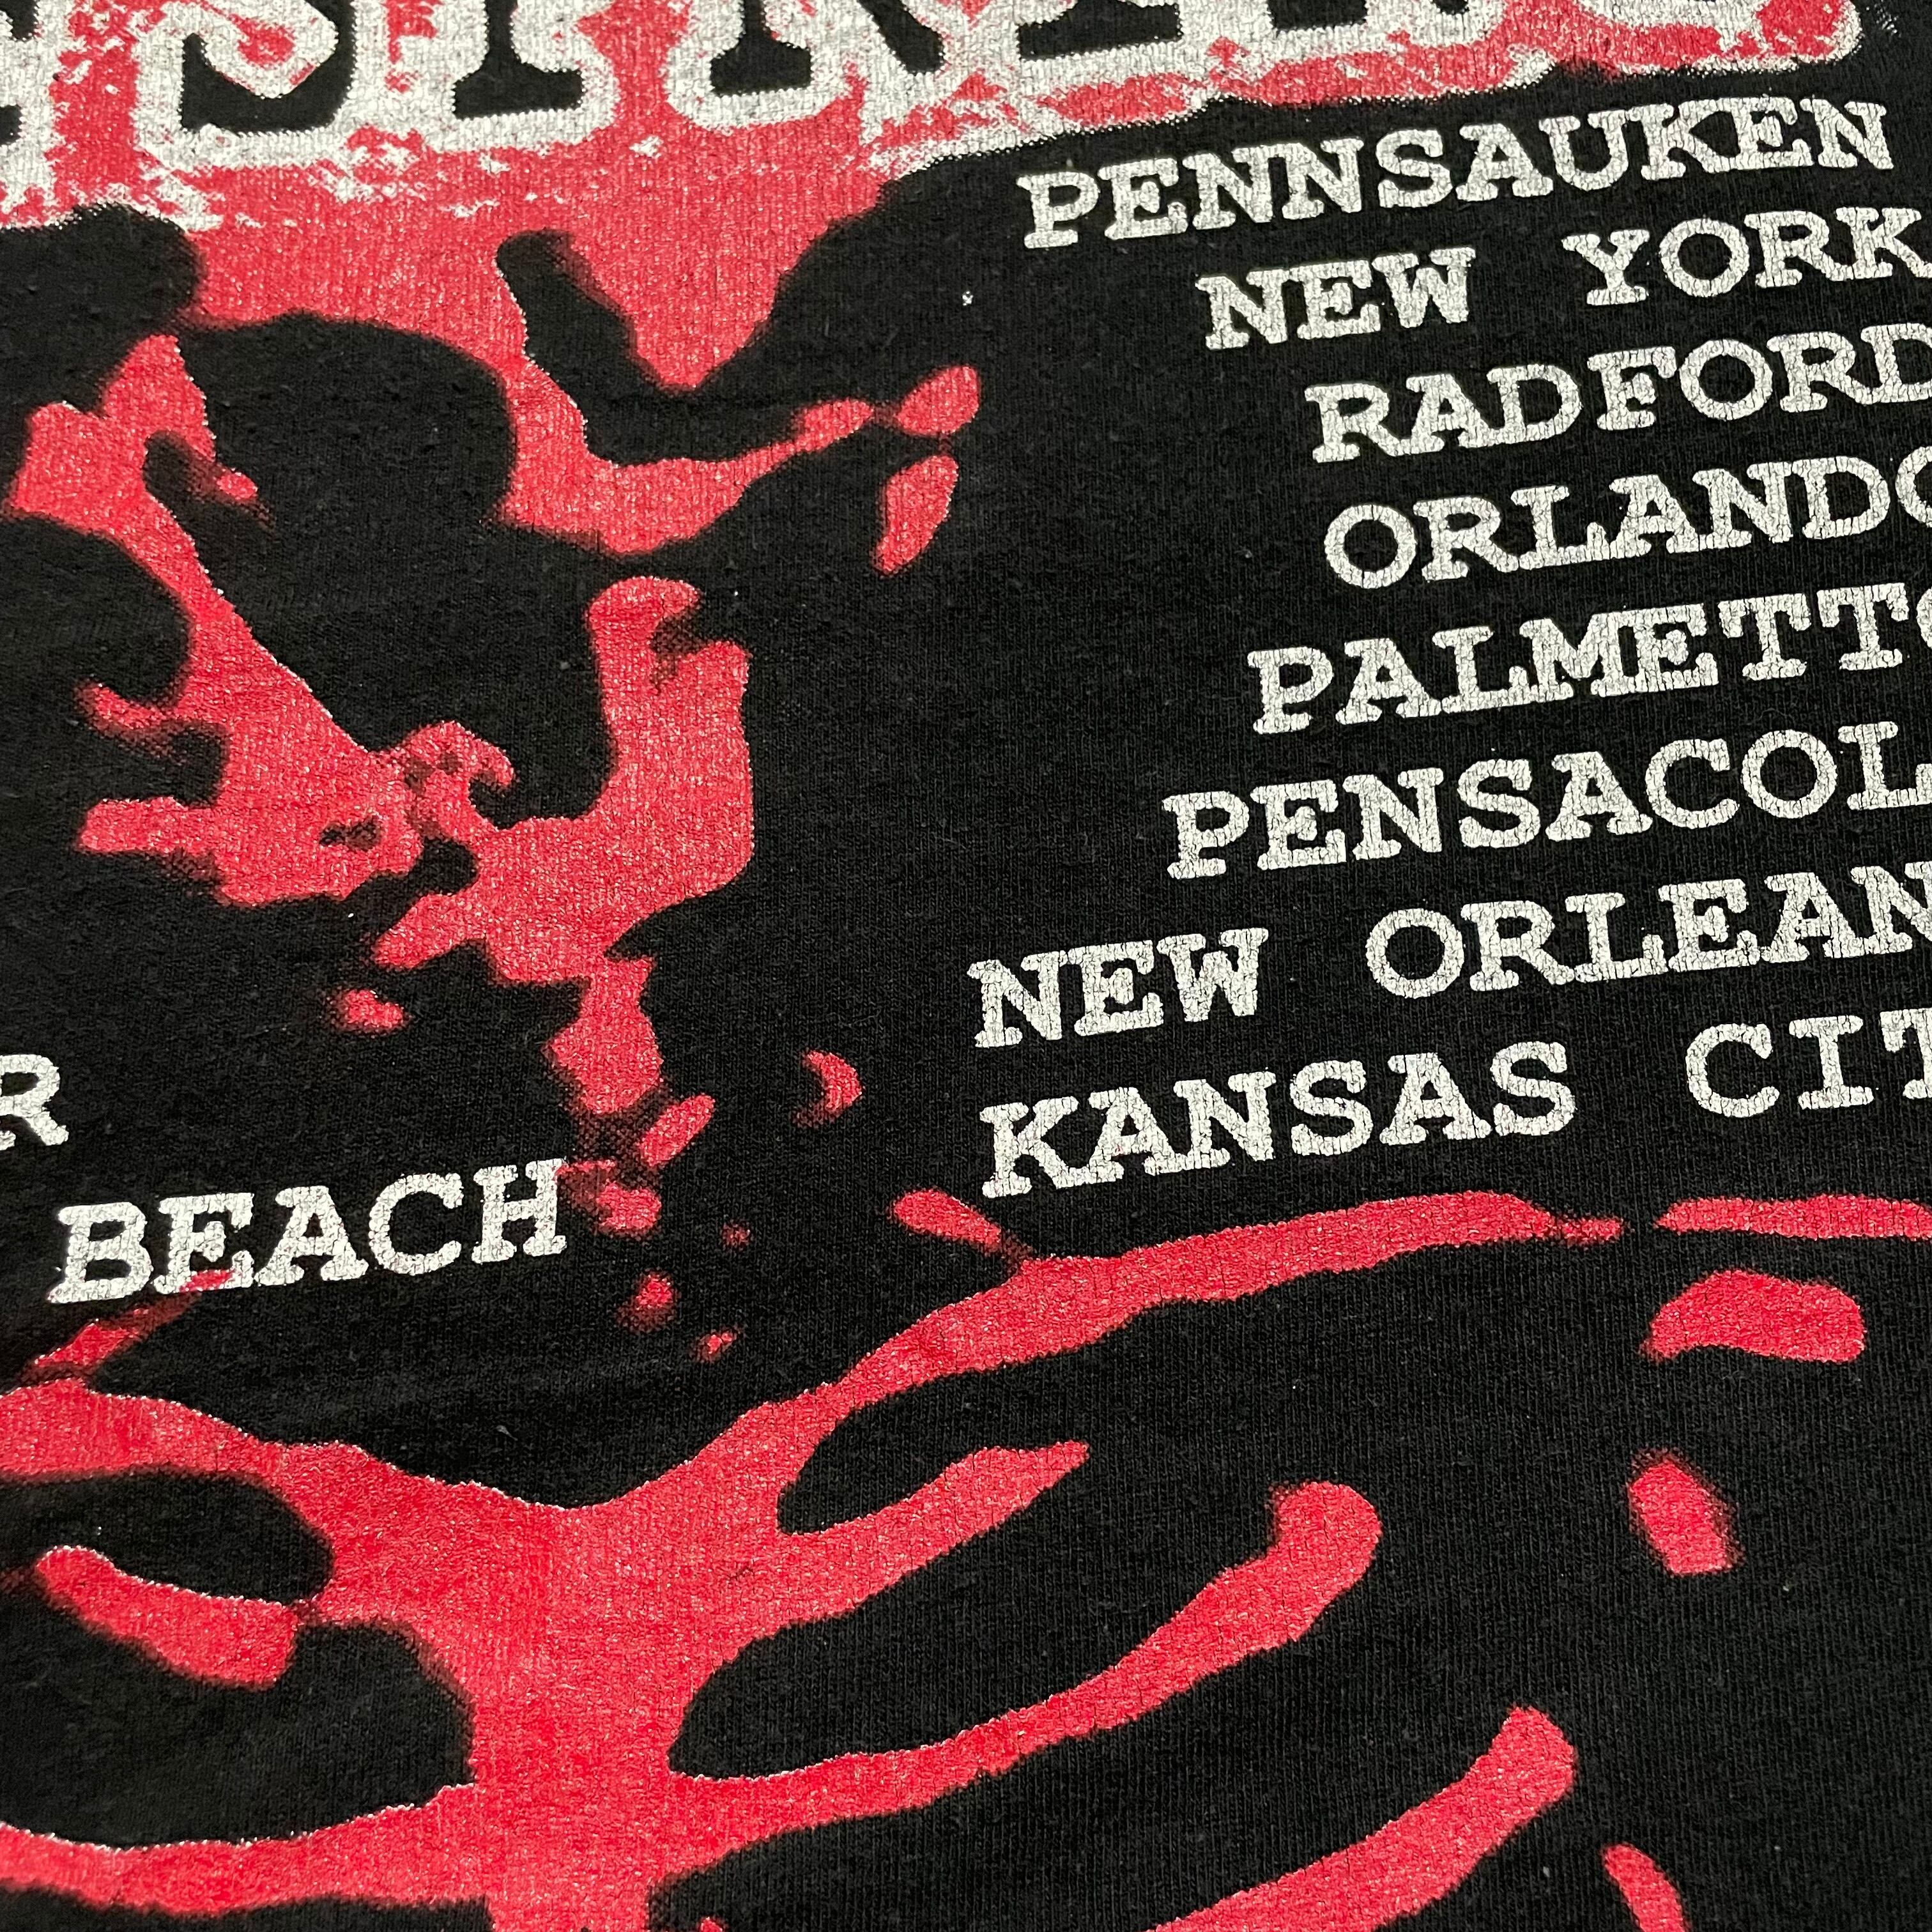 PENNSAUKEN
NEW YORK
RADFORD
ORLANDO
PALMETTO
PENSACOL
NEW ORLEAN
KANSAS CIT
R
BEACH